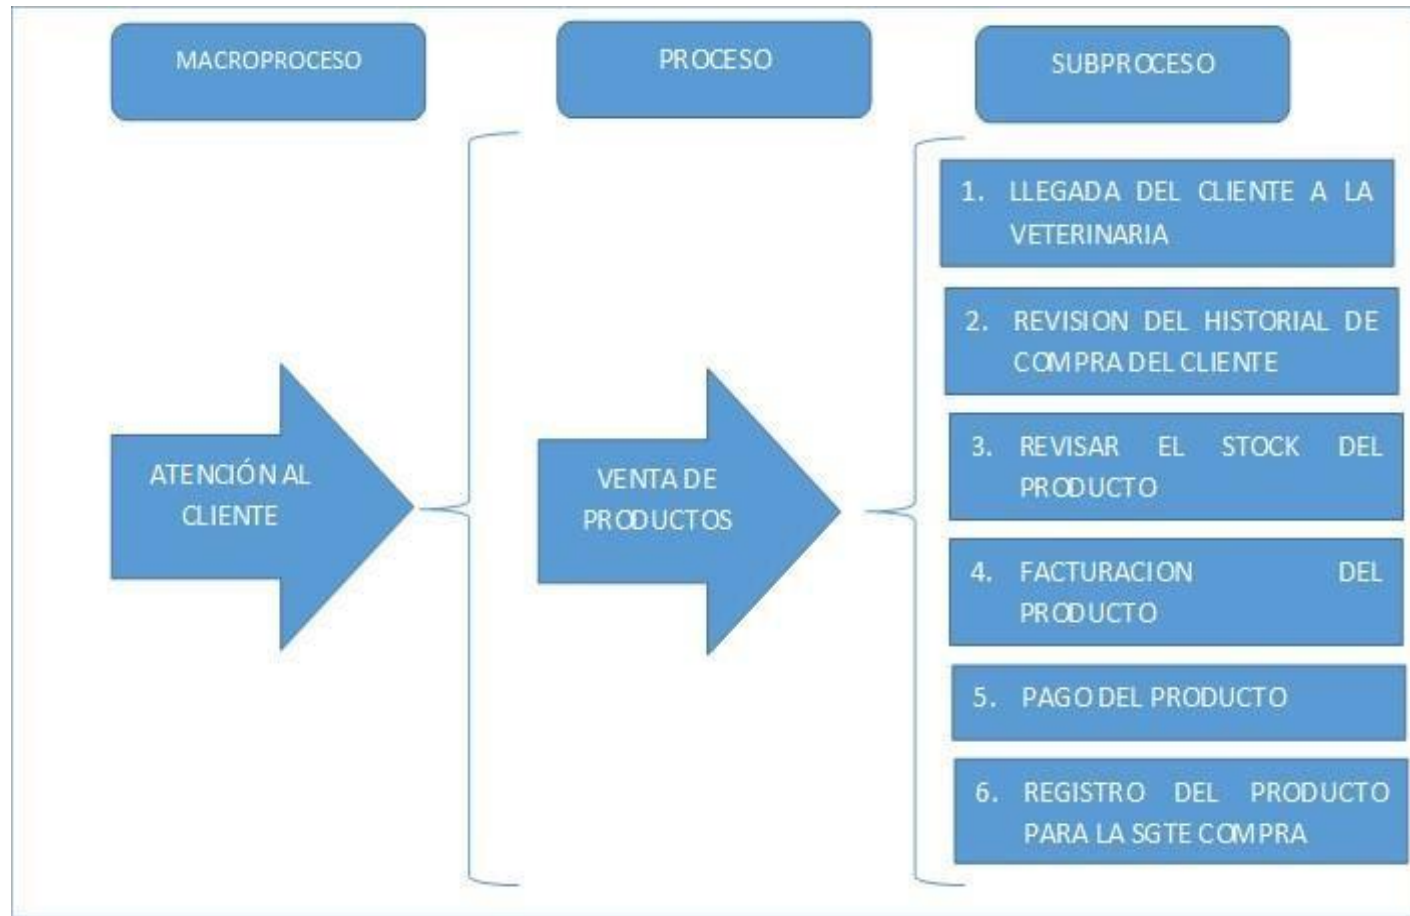 MACROPROCESO
PROCESO
SUBPROCESO
ATENCIÓN AL
CLIENTE
VENTA DE
PRODUCTOS
1. LLEGADA DEL CLIENTE A LA
VETERINARIA
2. REVISION DEL HISTORIAL DE
COMPRA DEL CLIENTE
3. REVISAR EL STOCK DEL
PRODUCTO
4. FACTURACION DEL
PRODUCTO
5. PAGO DEL PRODUCTO
6. REGISTRO DEL PRODUCTO
PARA LA SGTE COMPRA